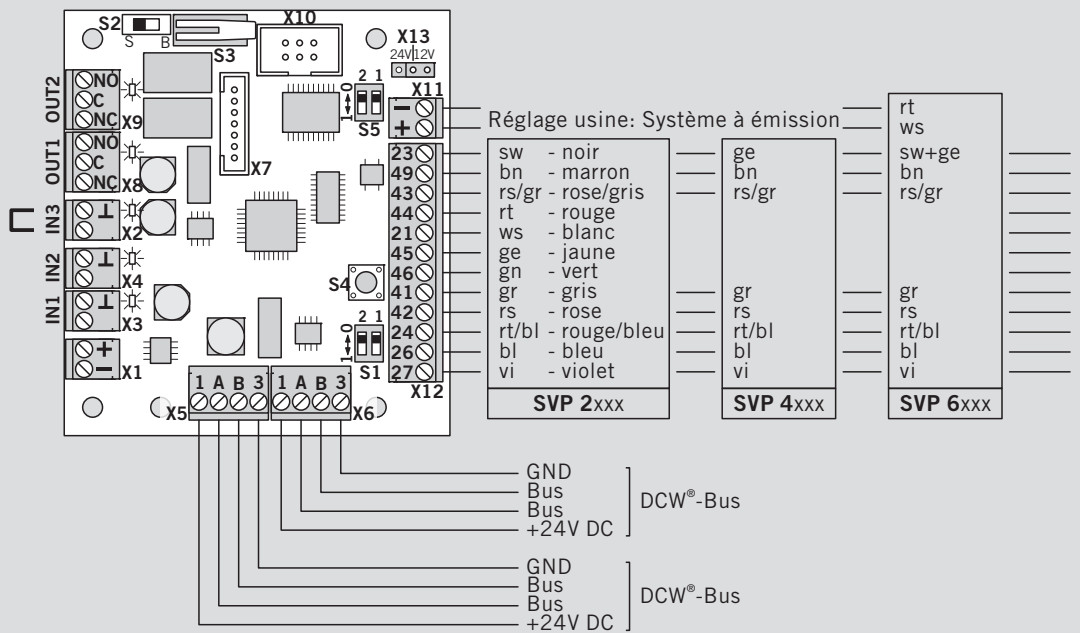 S2
S B
S3
X10
X13
24V 12V
OUT2
NO
C
NC
X9
OUT1
NO
C
NC
X8
IN3
X2
IN2
X4
IN1
X3
+
–
X1
X7
2 1
1 ↔ 0
S5
X11
–
+
Réglage usine: Système à émission
rt
ws
23 sw - noir ge sw+ge
49 bn - marron bn bn
43 rs/gr - rose/gris rs/gr rs/gr
44 rt - rouge
21 ws - blanc
45 ge - jaune
46 gn - vert
41 gr - gris gr gr
42 rs - rose rs rs
24 rt/bl - rouge/bleu rt/bl rt/bl
26 bl - bleu bl bl
27 vi - violet vi vi
X12
SVP 2xxx SVP 4xxx SVP 6xxx
S4
2 1
1 ↔ 0
S1
X5
1 A B 3
1 A B 3
X6
GND
Bus
Bus
+24V DC
DCW®-Bus
GND
Bus
Bus
+24V DC
DCW®-Bus